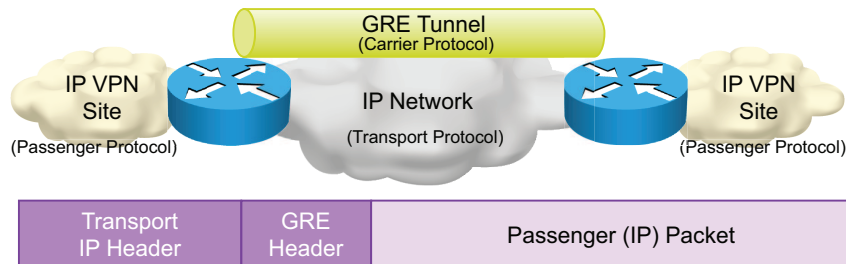 GRE Tunnel
(Carrier Protocol)
IP VPN
Site
(Passenger Protocol)
IP Network
(Transport Protocol)
IP VPN
Site
(Passenger Protocol)
Transport
IP Header
GRE
Header
Passenger (IP) Packet